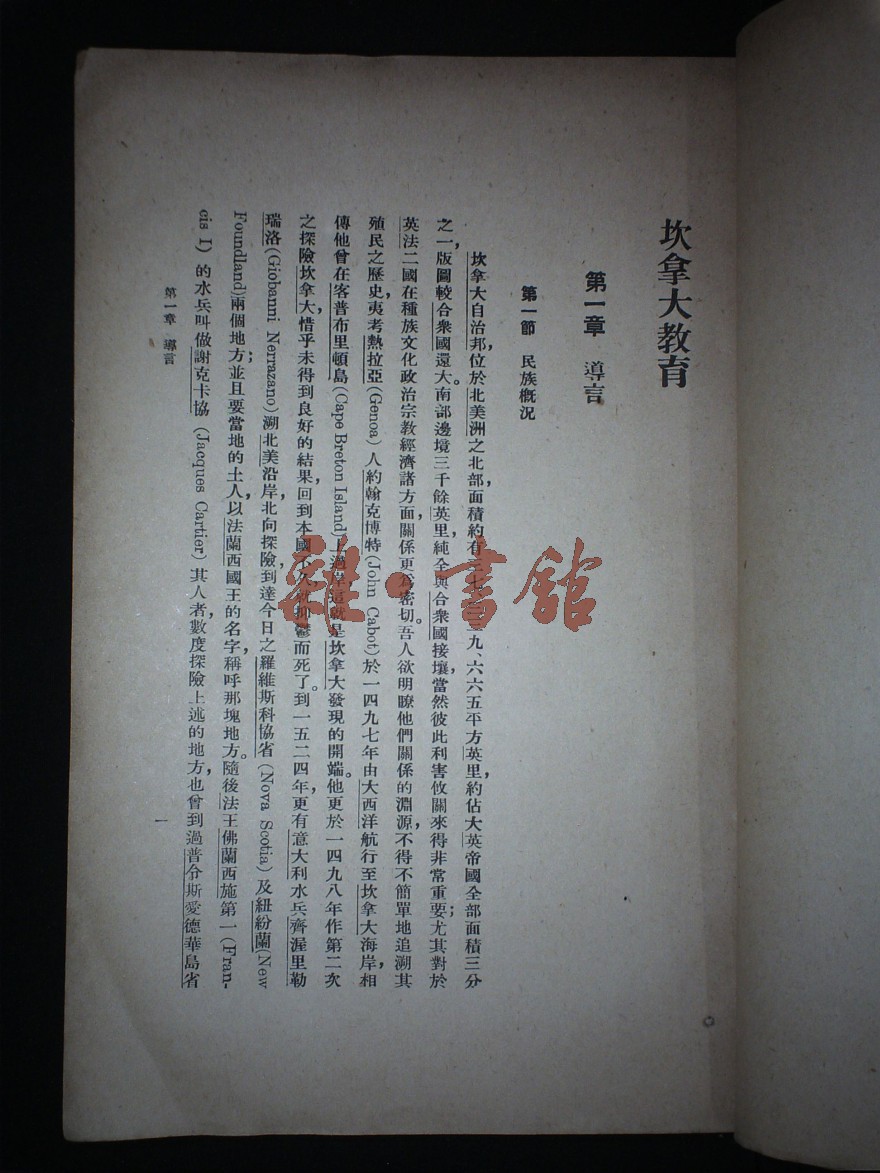 坎拿大教育
第一章 導言
第一節 民族概况
坎拿大自治邦,位於北美洲之北部,面積約有三七 九、六六五平方英里,約佔大英帝國全部面積三分
之一,版圖較合衆國還大。南部邊境三千餘英里,純全與合衆國接壤,當然彼此利害攸關,來得非常重要;尤其對於
英法二國,在種族文化政治宗教經濟諸方面,關係更爲密切。吾人欲明瞭他們關係的淵源,不得不簡單地追溯其
殖民之歷史,夷考熱拉亞(Genoa)人約翰克博特(John Cabot)於一四九七年由大西洋航行至坎拿大海岸,相
傳他曾在客普布里頓島(Cape Breton Island)上過岸,這就是坎拿大發現的開端。他更於一四九八年作第二次
之探險坎拿大,惜乎未得到良好的結果,回到本國不久,就抑鬱而死了。到一五二四年,更有意大利水兵齊渥里勒
瑞洛(Giobanni Nerrazano)溯北美沿岸,北向探險,到達今日之羅維斯科協省(Nova Scotia)及紐紛蘭(New
Foundland)兩個地方;並且要當地的土人,以法蘭西國王的名字,稱呼那塊地方。隨後法王佛蘭西施第一(Fran-
cis I)的水兵叫做謝克卡協(Jacques Cartier)其人者,數度探險上述的地方,也曾到過普令斯愛德華島省
第一章 導言
一
雜·書館